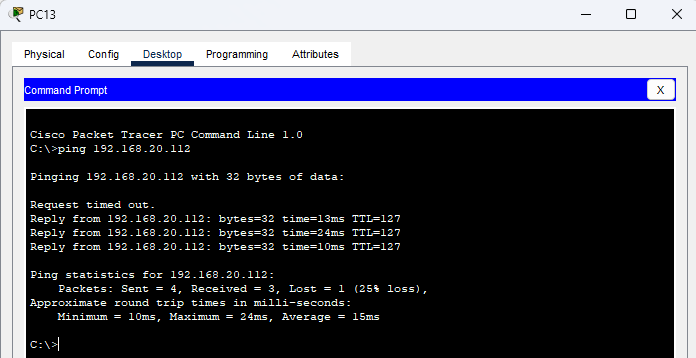 PC13
Physical Config Desktop Programming Attributes
Command Prompt X
Cisco Packet Tracer PC Command Line 1.0
C:\>ping 192.168.20.112
Pinging 192.168.20.112 with 32 bytes of data:
Request timed out.
Reply from 192.168.20.112: bytes=32 time=13ms TTL=127
Reply from 192.168.20.112: bytes=32 time=24ms TTL=127
Reply from 192.168.20.112: bytes=32 time=10ms TTL=127
Ping statistics for 192.168.20.112:
Packets: Sent = 4, Received = 3, Lost = 1 (25% loss),
Approximate round trip times in milli-seconds:
Minimum = 10ms, Maximum = 24ms, Average = 15ms
C:\>